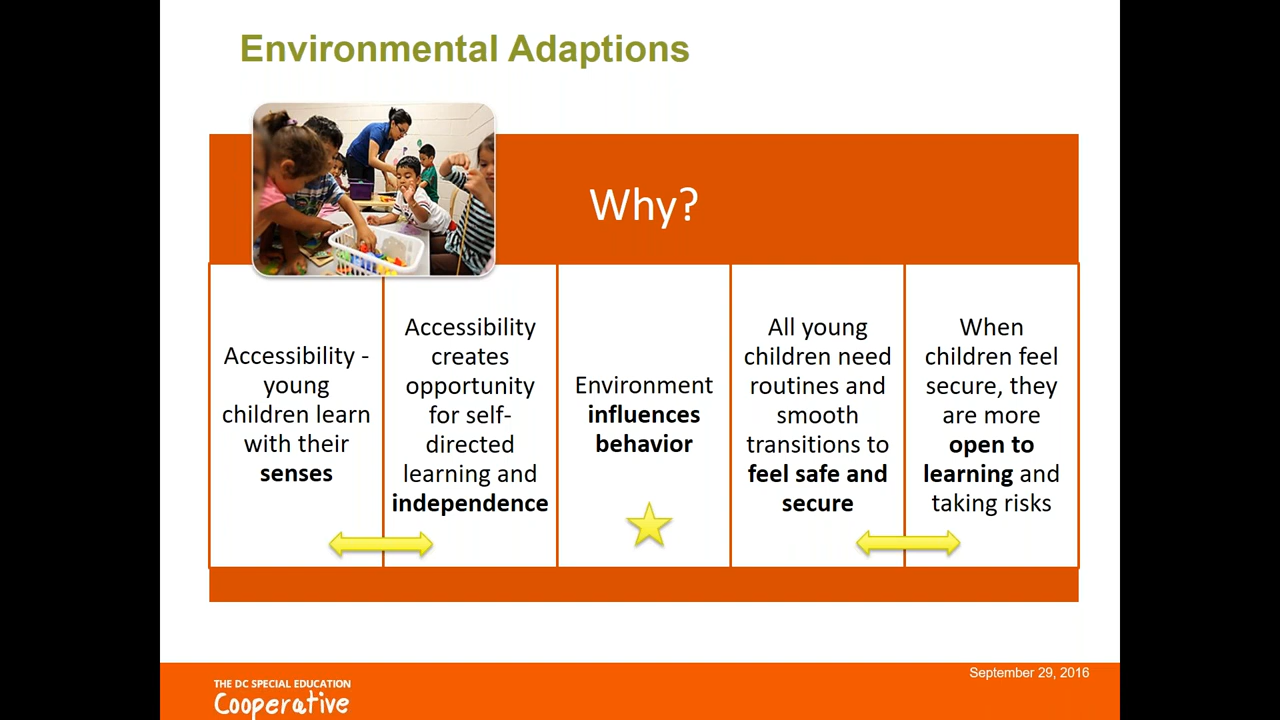 Environmental Adaptions
Why?
Accessibility -
young
children learn
with their
senses
Accessibility
creates
opportunity
for self-
directed
learning and
independence
Environment
influences
behavior
All young
children need
routines and
smooth
transitions to
feel safe and
secure
When
children feel
secure, they
are more
open to
learning and
taking risks
September 29, 2016
THE DC SPECIAL EDUCATION
Cooperative